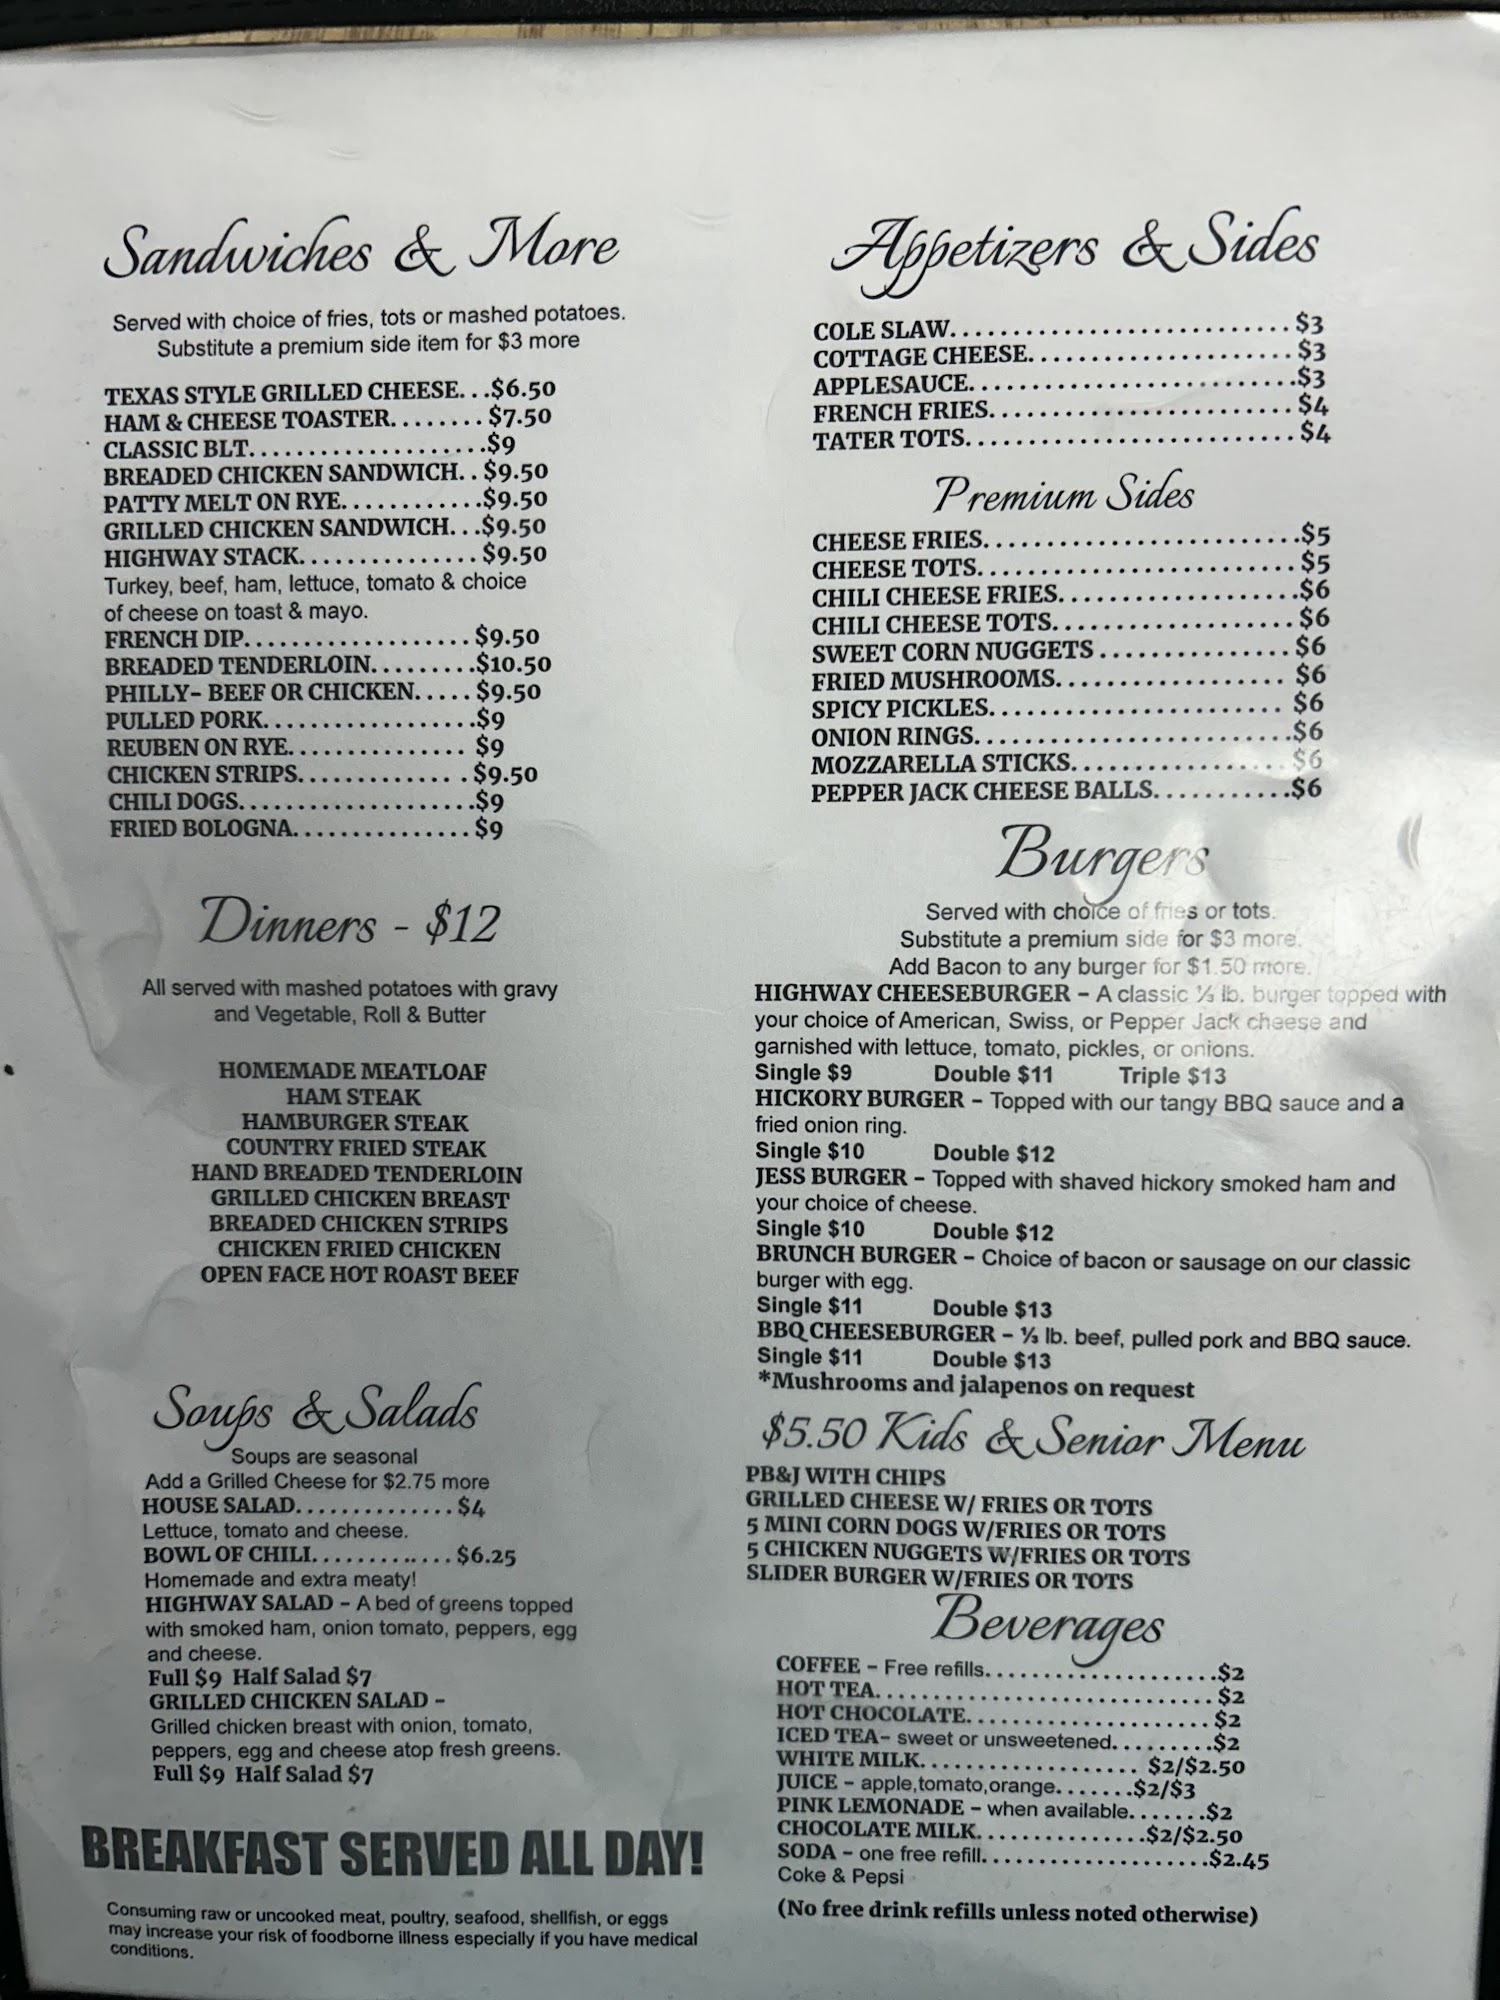 Sandwiches & More
Served with choice of fries, tots or mashed potatoes.
Substitute a premium side item for $3 more
TEXAS STYLE GRILLED CHEESE...$6.50
HAM & CHEESE TOASTER........$7.50
CLASSIC BLT....................$9
BREADED CHICKEN SANDWICH..$9.50
PATTY MELT ON RYE............$9.50
GRILLED CHICKEN SANDWICH...$9.50
HIGHWAY STACK...............$9.50
Turkey, beef, ham, lettuce, tomato & choice
of cheese on toast & mayo.
FRENCH DIP...................$9.50
BREADED TENDERLOIN.........$10.50
PHILLY- BEEF OR CHICKEN.....$9.50
PULLED PORK..................$9
REUBEN ON RYE...............$9
CHICKEN STRIPS..............$9.50
CHILI DOGS....................$9
FRIED BOLOGNA...............$9
Dinners - $12
All served with mashed potatoes with gravy
and Vegetable, Roll & Butter
HOMEMADE MEATLOAF
HAM STEAK
HAMBURGER STEAK
COUNTRY FRIED STEAK
HAND BREADED TENDERLOIN
GRILLED CHICKEN BREAST
BREADED CHICKEN STRIPS
CHICKEN FRIED CHICKEN
OPEN FACE HOT ROAST BEEF
Soups & Salads
Soups are seasonal
Add a Grilled Cheese for $2.75 more
HOUSE SALAD..............$4
Lettuce, tomato and cheese.
BOWL OF CHILI.............$6.25
Homemade and extra meaty!
HIGHWAY SALAD – A bed of greens topped
with smoked ham, onion tomato, peppers, egg
and cheese.
Full $9 Half Salad $7
GRILLED CHICKEN SALAD –
Grilled chicken breast with onion, tomato,
peppers, egg and cheese atop fresh greens.
Full $9 Half Salad $7
BREAKFAST SERVED ALL DAY!
Consuming raw or uncooked meat, poultry, seafood, shellfish, or eggs
may increase your risk of foodborne illness especially if you have medical
conditions.
Appetizers & Sides
COLE SLAW...........................$3
COTTAGE CHEESE.....................$3
APPLESAUCE..........................$3
FRENCH FRIES........................$4
TATER TOTS..........................$4
Premium Sides
CHEESE FRIES.........................$5
CHEESE TOTS.........................$5
CHILI CHEESE FRIES...................$6
CHILI CHEESE TOTS...................$6
SWEET CORN NUGGETS...............$6
FRIED MUSHROOMS..................$6
SPICY PICKLES.......................$6
ONION RINGS.........................$6
MOZZARELLA STICKS.................$6
PEPPER JACK CHEESE BALLS...........$6
Burgers
Served with choice of fries or tots.
Substitute a premium side for $3 more.
Add Bacon to any burger for $1.50 more.
HIGHWAY CHEESEBURGER – A classic ⅓ lb. burger topped with
your choice of American, Swiss, or Pepper Jack cheese and
garnished with lettuce, tomato, pickles, or onions.
Single $9 Double $11 Triple $13
HICKORY BURGER – Topped with our tangy BBQ sauce and a
fried onion ring.
Single $10 Double $12
JESS BURGER – Topped with shaved hickory smoked ham and
your choice of cheese.
Single $10 Double $12
BRUNCH BURGER – Choice of bacon or sausage on our classic
burger with egg.
Single $11 Double $13
BBQ CHEESEBURGER – ⅓ lb. beef, pulled pork and BBQ sauce.
Single $11 Double $13
*Mushrooms and jalapenos on request
$5.50 Kids & Senior Menu
PB&J WITH CHIPS
GRILLED CHEESE W/ FRIES OR TOTS
5 MINI CORN DOGS W/FRIES OR TOTS
5 CHICKEN NUGGETS W/FRIES OR TOTS
SLIDER BURGER W/FRIES OR TOTS
Beverages
COFFEE – Free refills....................$2
HOT TEA..............................$2
HOT CHOCOLATE.....................$2
ICED TEA– sweet or unsweetened.........$2
WHITE MILK...................$2/$2.50
JUICE – apple,tomato,orange.......$2/$3
PINK LEMONADE – when available.......$2
CHOCOLATE MILK...............$2/$2.50
SODA – one free refill....................$2.45
Coke & Pepsi
(No free drink refills unless noted otherwise)